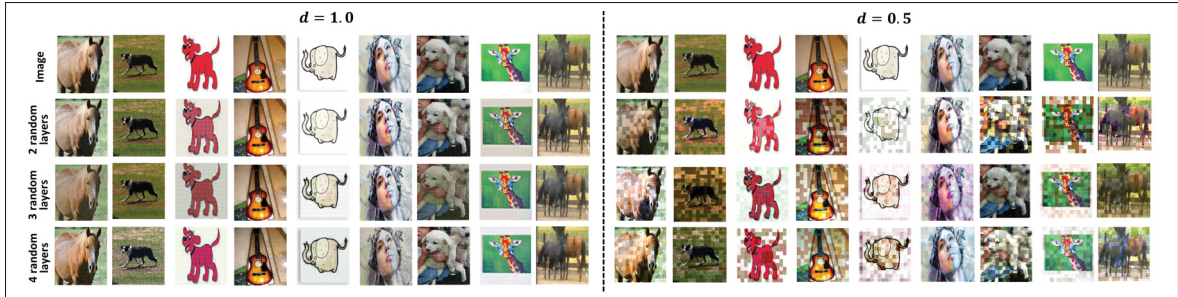 d = 1.0
d = 0.5
Image
2 random
layers
3 random
layers
4 random
layers